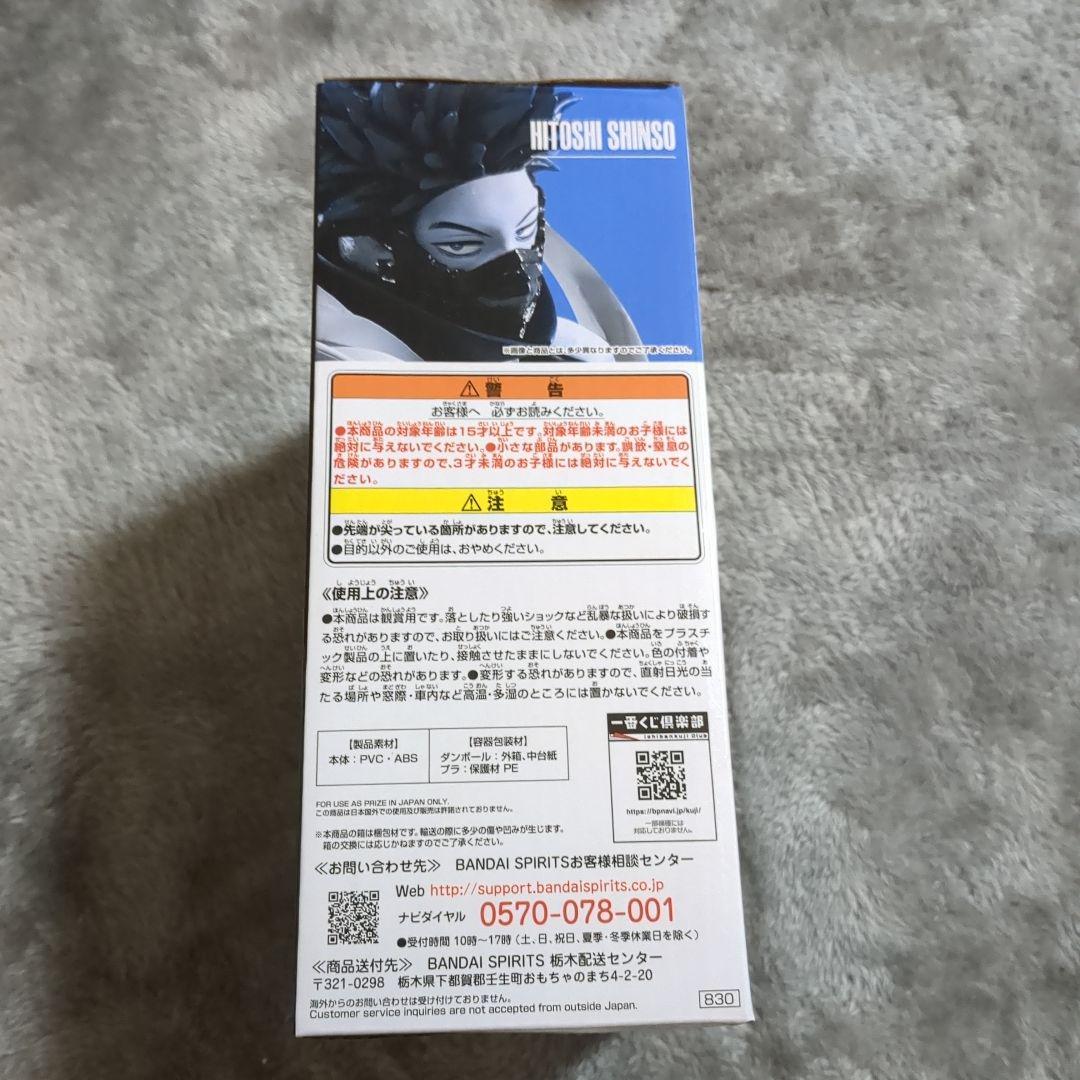 HITOSHI SHINSO
※画像と商品とは、多少異なりますのでご了承ください。
⚠警告
お客様へ 必ずお読みください。
●本商品の対象年齢は15才以上です。対象年齢未満のお子様には
絶対に与えないでください。●小さな部品があります。誤飲・窒息の
危険がありますので、3才未満のお子様には絶対に与えないでくだ
さい。
⚠注意
●先端が尖っている箇所がありますので、注意してください。
●目的以外のご使用は、おやめください。
《使用上の注意》
●本商品は観賞用です。落としたり強いショックなど乱暴な扱いにより破損す
る恐れがありますので、お取り扱いにはご注意ください。●本商品をプラスチ
ック製品の上に置いたり、接触させたままにしないでください。色の付着や
変形などの恐れがあります。●変形する恐れがありますので、直射日光の当
たる場所や窓際・車内など高温・多湿のところには置かないでください。
【製品素材】
本体：PVC・ABS
【容器包装材】
ダンボール：外箱、中台紙
プラ：保護材 PE
一番くじ倶楽部
ichibankuji Club
https://bpnavi.jp/kuji/
一部機種には
対応しておりません。
FOR USE AS PRIZE IN JAPAN ONLY.
この商品は日本国外での使用及び販売は許諾されておりません。
※本商品の箱は梱包材です。輸送の際に多少の傷や凹みが生じます。
箱の交換には応じかねますのでご了承ください。
《お問い合わせ先》 BANDAI SPIRITSお客様相談センター
Web http://support.bandaispirits.co.jp
ナビダイヤル 0570-078-001
●受付時間 10時～17時（土、日、祝日、夏季・冬季休業日を除く）
《商品送付先》 BANDAI SPIRITS 栃木配送センター
〒321-0298 栃木県下都賀郡壬生町おもちゃのまち4-2-20
海外からのお問い合わせは受け付けておりません。
Customer service inquiries are not accepted from outside Japan.
830